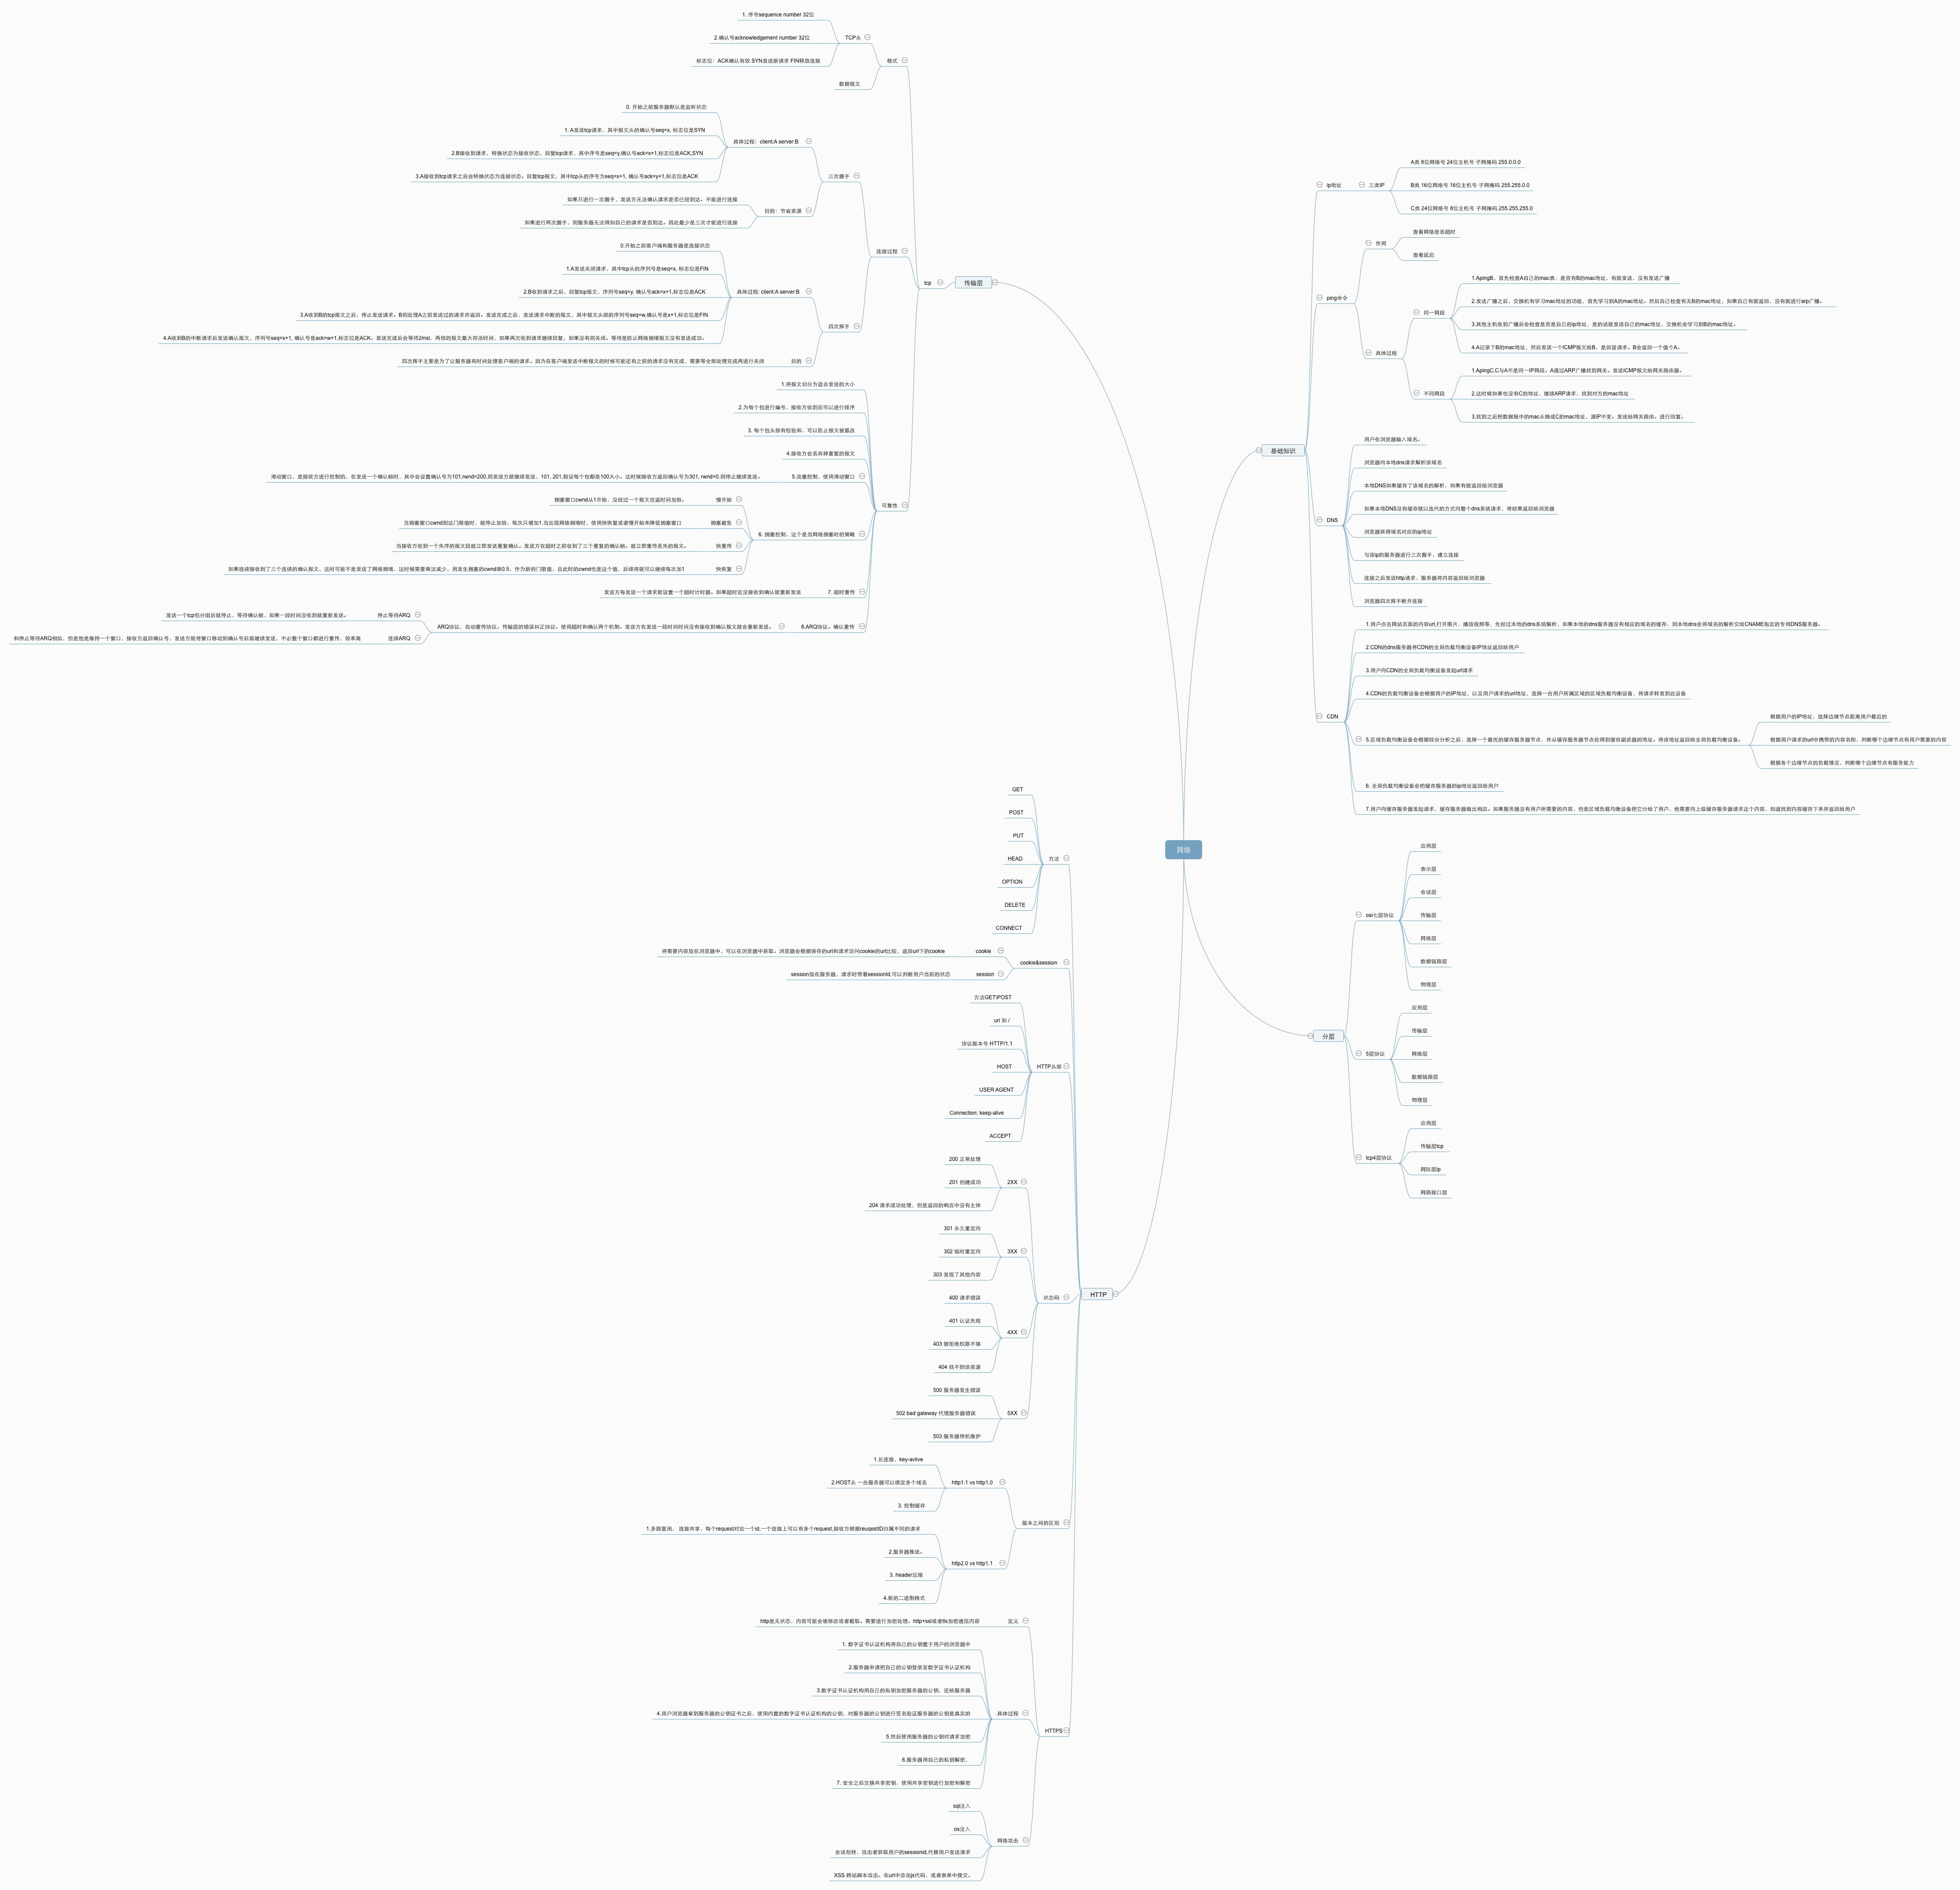 网络
传输层
tcp
格式
TCP头
1. 序号sequence number 32位
2.确认号acknowledgement number 32位
标志位：ACK确认有效 SYN发送新请求 FIN释放连接
数据报文
连接过程
三次握手
具体过程：client:A server:B
0. 开始之前服务器默认是监听状态
1. A发送tcp请求，其中报文头的确认号seq=x, 标志位是SYN
2.B接收到请求，转换状态为接收状态，回复tcp请求，其中序号是seq=y,确认号ack=x+1,标志位是ACK,SYN
3.A接收到tcp请求之后会转换状态为连接状态。回复tcp报文，其中tcp头的序号为seq=x+1, 确认号ack=y+1,标志位是ACK
目的：节省资源
如果只进行一次握手，发送方无法确认请求是否已经到达。不能进行连接
如果进行两次握手，则服务器无法得知自己的请求是否到达。因此最少是三次才能进行连接
四次挥手
具体过程: client:A server:B
0.开始之前客户端和服务器是连接状态
1.A发送关闭请求，其中tcp头的序列号是seq=x, 标志位是FIN
2.B收到请求之后，回复tcp报文，序列号seq=y, 确认号ack=x+1,标志位是ACK
3.A收到B的tcp报文之后，停止发送请求。B则处理A之前发送过的请求并返回。发送完成之后，发送请求中断的报文，其中报文头部的序列号seq=w,确认号是x+1,标志位是FIN
4.A收到B的中断请求后发送确认报文，序列号seq=x+1, 确认号是ack=w+1,标志位是ACK。发送完成后会等待2msl，两倍的报文最大存活时间，如果再次收到请求继续回复，如果没有则关闭。等待是防止网络拥堵报文没有发送成功。
目的
四次挥手主要是为了让服务器有时间处理客户端的请求。因为在客户端发送中断报文的时候可能还有之前的请求没有完成，需要等全部处理完成再进行关闭
可靠性
1.将报文切分为适合发送的大小
2.为每个包进行编号，接收方收到后可以进行排序
3. 每个包头部有校验和，可以防止报文被篡改
4.接收方会丢弃掉重复的报文
5.流量控制，使用滑动窗口
滑动窗口，是接收方进行控制的，在发送一个确认帧时，其中会设置确认号为101,rwnd=200,则发送方就继续发送，101, 201,假设每个包都是100大小。这时候接收方返回确认号为301, rwnd=0,则停止继续发送。
6. 拥塞控制，这个是当网络拥塞时的策略
慢开始
拥塞窗口cwnd从1开始，没经过一个报文往返时间加倍。
拥塞避免
当拥塞窗口cwnd到达门限值时，就停止加倍，每次只增加1.当出现网络拥堵时，使用快恢复或者慢开始来降低拥塞窗口
快重传
当接收方收到一个失序的报文段就立即发送重复确认。发送方在超时之前收到了三个重复的确认帧，就立即重传丢失的报文。
快恢复
如果连续接收到了三个连续的确认报文，这时可能不是发送了网络拥堵，这时候需要乘法减少，用发生拥塞的cwnd乘0.5，作为新的门限值，且此时的cwnd也是这个值，后续将就可以继续每次加1
7. 超时重传
发送方每发送一个请求就设置一个超时计时器。如果超时还没接收到确认就重新发送
8.ARQ协议，确认重传
ARQ协议，自动重传协议。传输层的错误纠正协议。使用超时和确认两个机制。发送方在发送一段时间时间没有接收到确认报文就会重新发送。
停止等待ARQ
发送一个tcp包分组后就停止，等待确认帧，如果一段时间没收到就重新发送。
连续ARQ
和停止等待ARQ相似，但是他是维持一个窗口，接收方返回确认号，发送方就将窗口移动到确认号后面继续发送，不必整个窗口都进行重传，效率高
HTTP
方法
GET
POST
PUT
HEAD
OPTION
DELETE
CONNECT
cookie&session
cookie
将需要内容放在浏览器中，可以在浏览器中获取。浏览器会根据保存的url和请求访问cookie的url比较，返回url下的cookie
session
session放在服务器，请求时带着sessionId,可以判断用户当前的状态
HTTP头部
方法GET\POST
uri 如 /
协议版本号 HTTP/1.1
HOST
USER AGENT
Connection: keep-alive
ACCEPT
状态码
2XX
200 正常处理
201 创建成功
204 请求成功处理，但是返回的响应中没有主体
3XX
301 永久重定向
302 临时重定向
303 发现了其他内容
4XX
400 请求错误
401 认证失败
403 被拒绝权限不够
404 找不到该资源
5XX
500 服务器发生错误
502 bad gateway 代理服务器错误
503 服务器停机维护
版本之间的区别
http1.1 vs http1.0
1.长连接，key-avlive
2.HOST头 一台服务器可以绑定多个域名
3. 控制缓存
http2.0 vs http1.1
1.多路复用， 连接共享，每个request对应一个id,一个连接上可以有多个request,接收方根据reuqestID归属不同的请求
2.服务器推送。
3. header压缩
4.新的二进制格式
HTTPS
定义
http是无状态，内容可能会被修改或者截取。需要进行加密处理。http+ssl或者tls加密通信内容
具体过程
1. 数字证书认证机构将自己的公钥置于用户的浏览器中
2.服务器申请把自己的公钥登录至数字证书认证机构
3.数字证书认证机构用自己的私钥加密服务器的公钥，还给服务器
4.用户浏览器拿到服务器的公钥证书之后，使用内置的数字证书认证机构的公钥，对服务器的公钥进行签名验证服务器的公钥是真实的
5.然后使用服务器的公钥对请求加密
6.服务器用自己的私钥解密，
7. 安全之后交换共享密钥，使用共享密钥进行加密和解密
网络攻击
sql注入
os注入
会话劫持，攻击者获取用户的sessionid,代替用户发送请求
XSS 跨站脚本攻击。在url中添加js代码，或者表单中提交。
基础知识
ip地址
三类IP
A类 8位网络号 24位主机号 子网掩码 255.0.0.0
B类 16位网络号 16位主机号 子网掩码 255.255.0.0
C类 24位网络号 8位主机号 子网掩码 255.255.255.0
ping命令
作用
查看网络是否超时
查看延迟
具体过程
同一网段
1.ApingB，首先检查A自己的mac表，是否有B的mac地址，有就发送，没有发送广播
2.发送广播之后，交换机有学习mac地址的功能，首先学习到A的mac地址。然后自己检查有无B的mac地址，如果自己有就返回，没有就进行arp广播。
3.其他主机收到广播后会检查是否是自己的ip地址，是的话就发送自己的mac地址，交换机会学习到B的mac地址。
4.A记录下B的mac地址，然后发送一个ICMP报文给B，是回显请求。B会返回一个值个A。
不同网段
1.ApingC,C与A不是同一IP网段，A通过ARP广播找到网关。发送ICMP报文给网关路由器。
2.这时候如果也没有C的地址，继续ARP请求，找到对方的mac地址
3.找到之后把数据报中的mac头换成C的mac地址，源IP不变。发送给网关路由。进行回复。
DNS
用户在浏览器输入域名。
浏览器向本地dns请求解析该域名
本地DNS如果缓存了该域名的解析，如果有就返回给浏览器
如果本地DNS没有缓存就以迭代的方式向整个dns系统请求，将结果返回给浏览器
浏览器获得域名对应的ip地址
与该ip的服务器进行三次握手，建立连接
连接之后发送http请求，服务器将内容返回给浏览器
浏览器四次挥手断开连接
CDN
1.用户点击网站页面的内容url,打开图片、播放视频等，先经过本地的dns系统解析，如果本地的dns服务器没有相应的域名的缓存，则本地dns会将域名的解析交给CNAME指定的专用DNS服务器。
2.CDN的dns服务器将CDN的全局负载均衡设备IP地址返回给用户
3.用户向CDN的全局负载均衡设备发起url请求
4.CDN的负载均衡设备会根据用户的IP地址，以及用户请求的url地址，选择一台用户所属区域的区域负载均衡设备，将请求转发到此设备
5.区域负载均衡设备会根据综合分析之后，选择一个最优的缓存服务器节点，并从缓存服务器节点处得到缓存副武器的地址。将该地址返回给全局负载均衡设备。
根据用户的IP地址，选择边缘节点距离用户最近的
根据用户请求的url中携带的内容名称，判断哪个边缘节点有用户需要的内容
根据各个边缘节点的负载情况，判断哪个边缘节点有服务能力
6. 全局负载均衡设备会把缓存服务器的ip地址返回给用户
7.用户向缓存服务器发起请求，缓存服务器做出相应。如果服务器没有用户所需要的内容，但是区域负载均衡设备把它分给了用户，他需要向上级缓存服务器请求这个内容，知道找到内容缓存下来并返回给用户
分层
osi七层协议
应用层
表示层
会话层
传输层
网络层
数据链路层
物理层
5层协议
应用层
传输层
网络层
数据链路层
物理层
tcp4层协议
应用层
传输层tcp
网际层ip
网路接口层